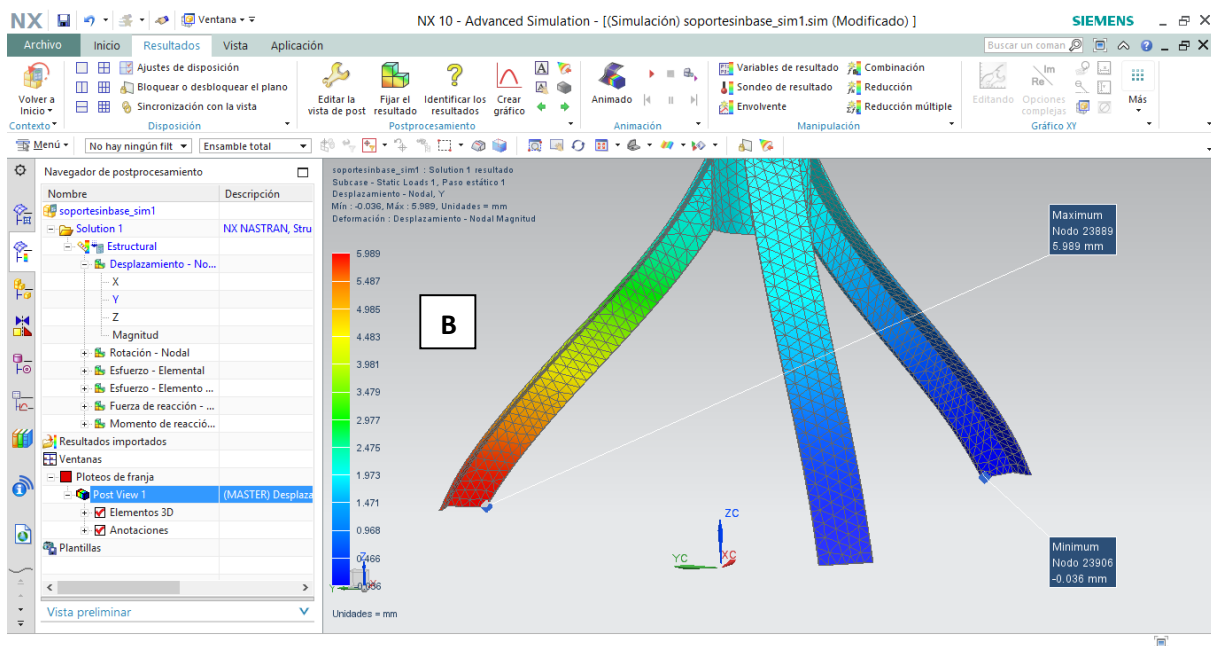 NX
Ventana
NX 10 - Advanced Simulation - [(Simulación) soportesinbase_sim1.sim (Modificado) ]
SIEMENS
Archivo Inicio Resultados Vista Aplicación
Buscar un coman
Volver a Inicio
Ajustes de disposición
Bloquear o desbloquear el plano
Sincronización con la vista
Editar la vista de post
Fijar el resultado
Identificar los resultados
Crear gráfico
Animado
Variables de resultado
Sondeo de resultado
Envolvente
Combinación
Reducción
Reducción múltiple
Editando
Im
Re
Opciones complejas
Más
Contexto Disposición Postprocesamiento Animación Manipulación Gráfico XY
Menú No hay ningún filt Ensamble total
Navegador de postprocesamiento
Nombre Descripción
soportesinbase_sim1
Solution 1 NX NASTRAN, Stru
Estructural
Desplazamiento - No...
X
Y
Z
Magnitud
Rotación - Nodal
Esfuerzo - Elemental
Esfuerzo - Elemento ...
Fuerza de reacción - ...
Momento de reacció...
Resultados importados
Ventanas
Ploteos de franja
Post View 1 (MASTER) Desplaza
Elementos 3D
Anotaciones
Plantillas
Vista preliminar
soportesinbase_sim1 : Solution 1 resultado
Subcase - Static Loads 1, Paso estático 1
Desplazamiento - Nodal, Y
Mín : -0.036, Máx : 5.989, Unidades = mm
Deformación : Desplazamiento - Nodal Magnitud
5.989
5.487
4.985
4.483
3.981
3.479
2.977
2.475
1.973
1.471
0.968
0.466
-0.036
Unidades = mm
B
Maximum
Nodo 23889
5.989 mm
Minimum
Nodo 23906
-0.036 mm
ZC
YC
XC
Z
Y
X